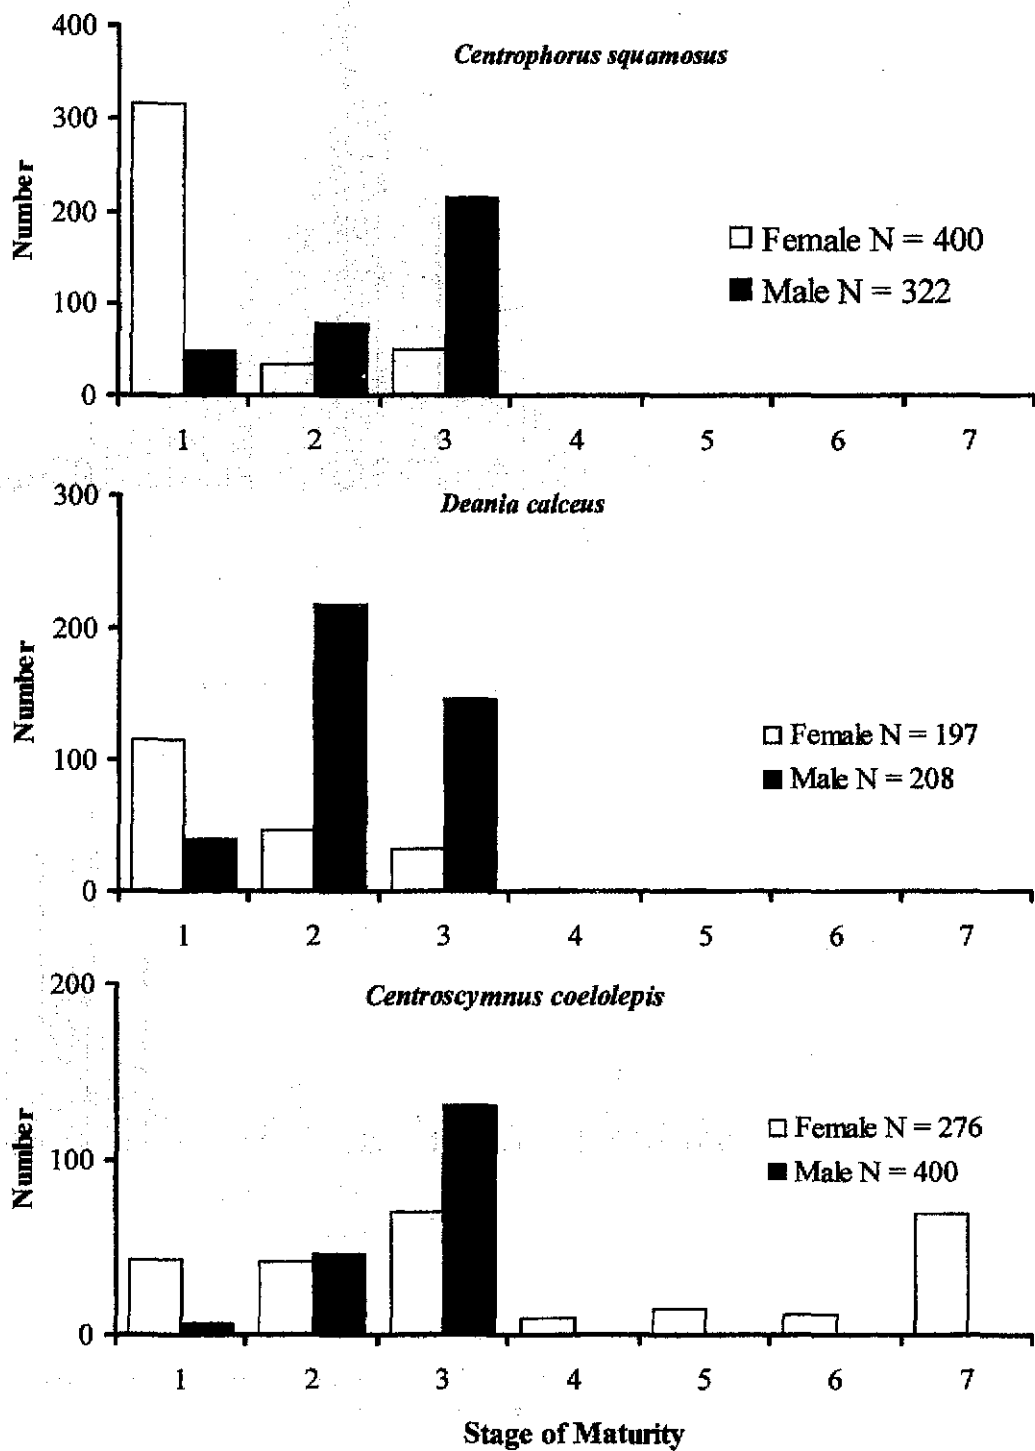 400
Centrophorus squamosus
300
Number
200
Female N = 400
Male N = 322
100
0
1 2 3 4 5 6 7
300
Deania calceus
200
Number
Female N = 197
100
Male N = 208
0
1 2 3 4 5 6 7
200
Centroscymnus coelolepis
Number
Female N = 276
100
Male N = 400
0
1 2 3 4 5 6 7
Stage of Maturity